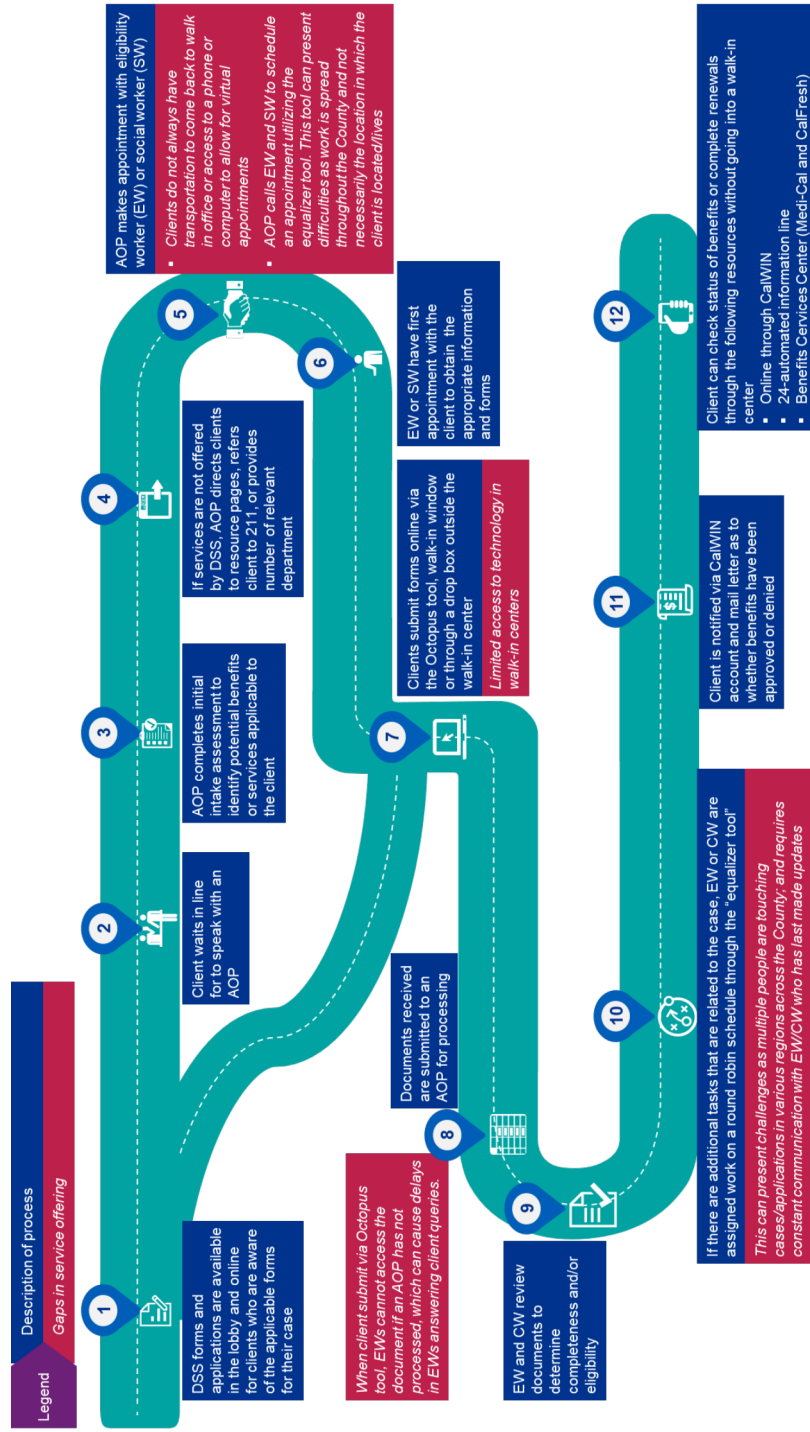 Legend
Description of process
Gaps in service offering
1
DSS forms and
applications are available
in the lobby and online
for clients who are aware
of the applicable forms
for their case
2
Client waits in line
for to speak with an
AOP
3
AOP completes initial
intake assessment to
identify potential benefits
or services applicable to
the client
4
If services are not offered
by DSS, AOP directs clients
to resource pages, refers
client to 211, or provides
number of relevant
department
5
AOP makes appointment with eligibility
worker (EW) or social worker (SW)
▪ Clients do not always have
transportation to come back to walk
in office or access to a phone or
computer to allow for virtual
appointments
▪ AOP calls EW and SW to schedule
an appointment utilizing the
equalizer tool. This tool can present
difficulties as work is spread
throughout the County and not
necessarily the location in which the
client is located/lives
6
EW or SW have first
appointment with the
client to obtain the
appropriate information
and forms
7
Clients submit forms online via
the Octopus tool, walk-in window
or through a drop box outside the
walk-in center
Limited access to technology in
walk-in centers
8
Documents received
are submitted to an
AOP for processing
When client submit via Octopus
tool, EWs cannot access the
document if an AOP has not
processed, which can cause delays
in EWs answering client queries.
9
EW and CW review
documents to
determine
completeness and/or
eligibility
10
If there are additional tasks that are related to the case, EW or CW are
assigned work on a round robin schedule through the “equalizer tool”
This can present challenges as multiple people are touching
cases/applications in various regions across the County; and requires
constant communication with EW/CW who has last made updates
11
Client is notified via CalWIN
account and mail letter as to
whether benefits have been
approved or denied
12
Client can check status of benefits or complete renewals
through the following resources without going into a walk-in
center
▪ Online through CalWIN
▪ 24-automated information line
▪ Benefits Cervices Center (Medi-Cal and CalFresh)